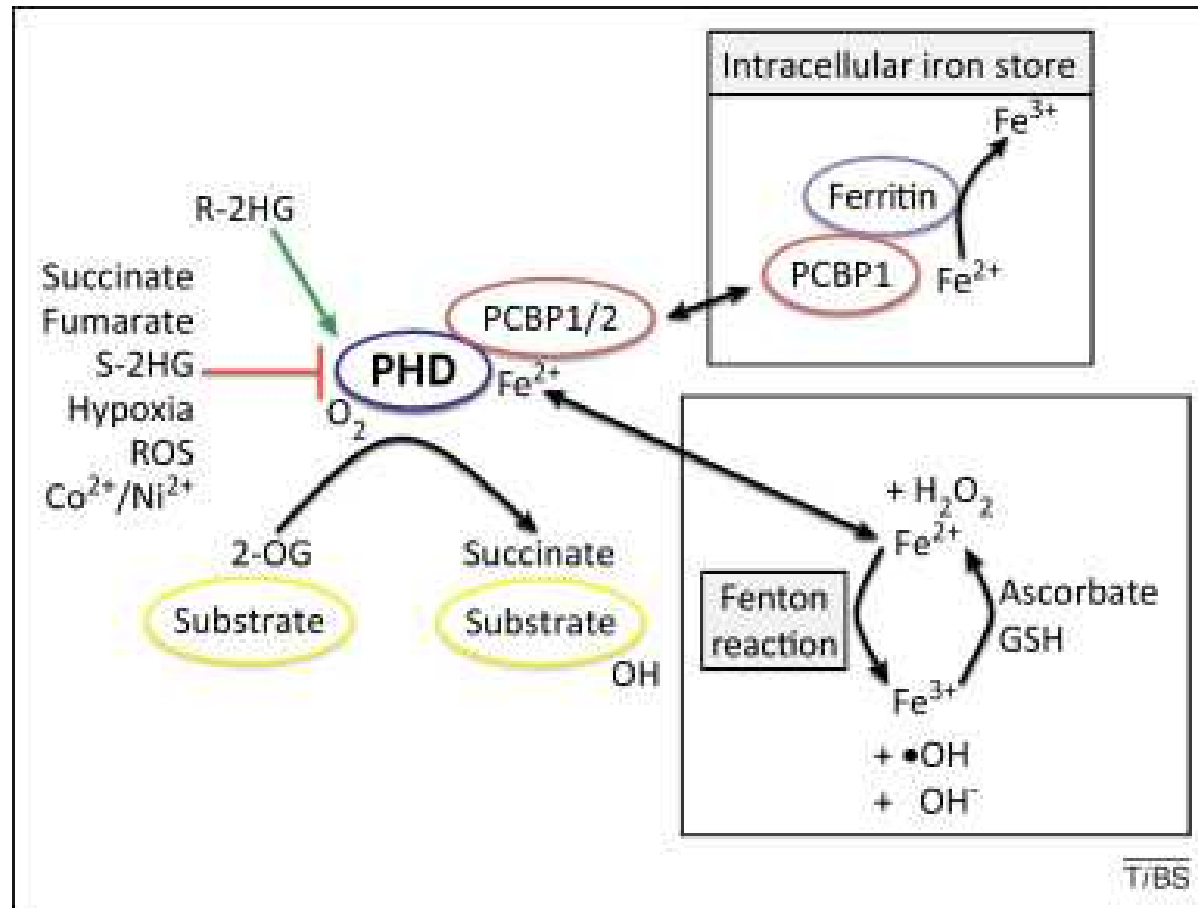 Intracellular iron store
Fe³⁺
Ferritin
PCBP1
Fe²⁺
R-2HG
Succinate
Fumarate
S-2HG
Hypoxia
ROS
Co²⁺/Ni²⁺
PCBP1/2
PHD
Fe²⁺
O₂
2-OG
Succinate
Substrate
Substrate
OH
+ H₂O₂
Fe²⁺
Fenton
reaction
Ascorbate
GSH
Fe³⁺
+ •OH
+ OH⁻
TiBS